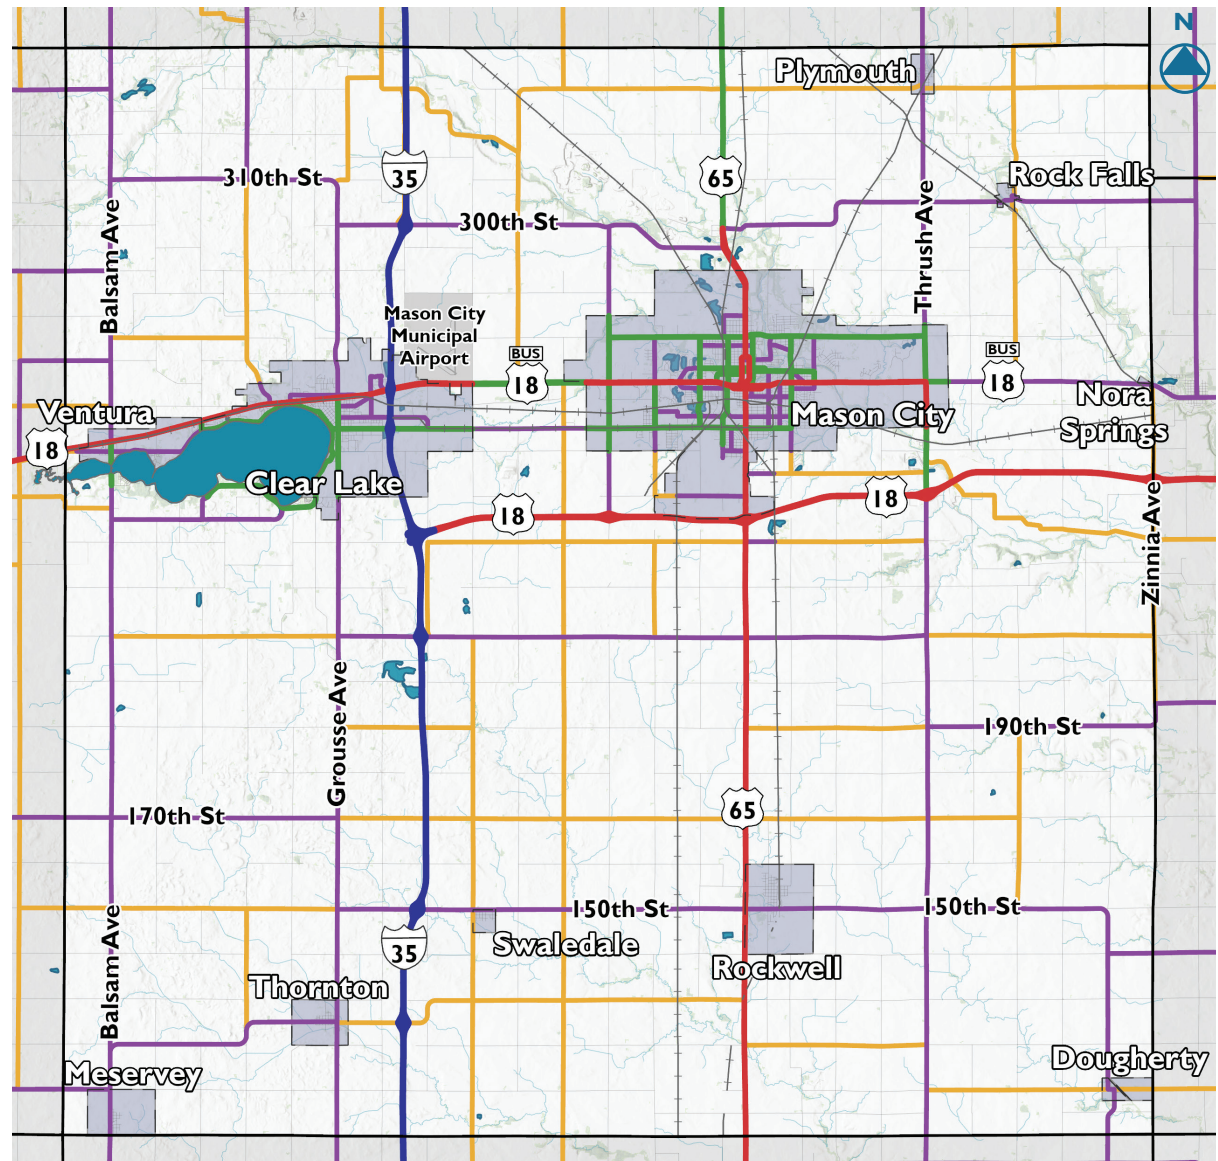 N
Plymouth
Rock Falls
310th St
35
65
Balsam Ave
300th St
Thrush Ave
Mason City
Municipal
Airport
BUS
18
BUS
18
Nora
Springs
Ventura
18
Mason City
Clear Lake
18
18
Zinnia Ave
Grousse Ave
190th St
170th St
65
150th St
150th St
Balsam Ave
35
Swaledale
Rockwell
Thornton
Meservey
Dougherty